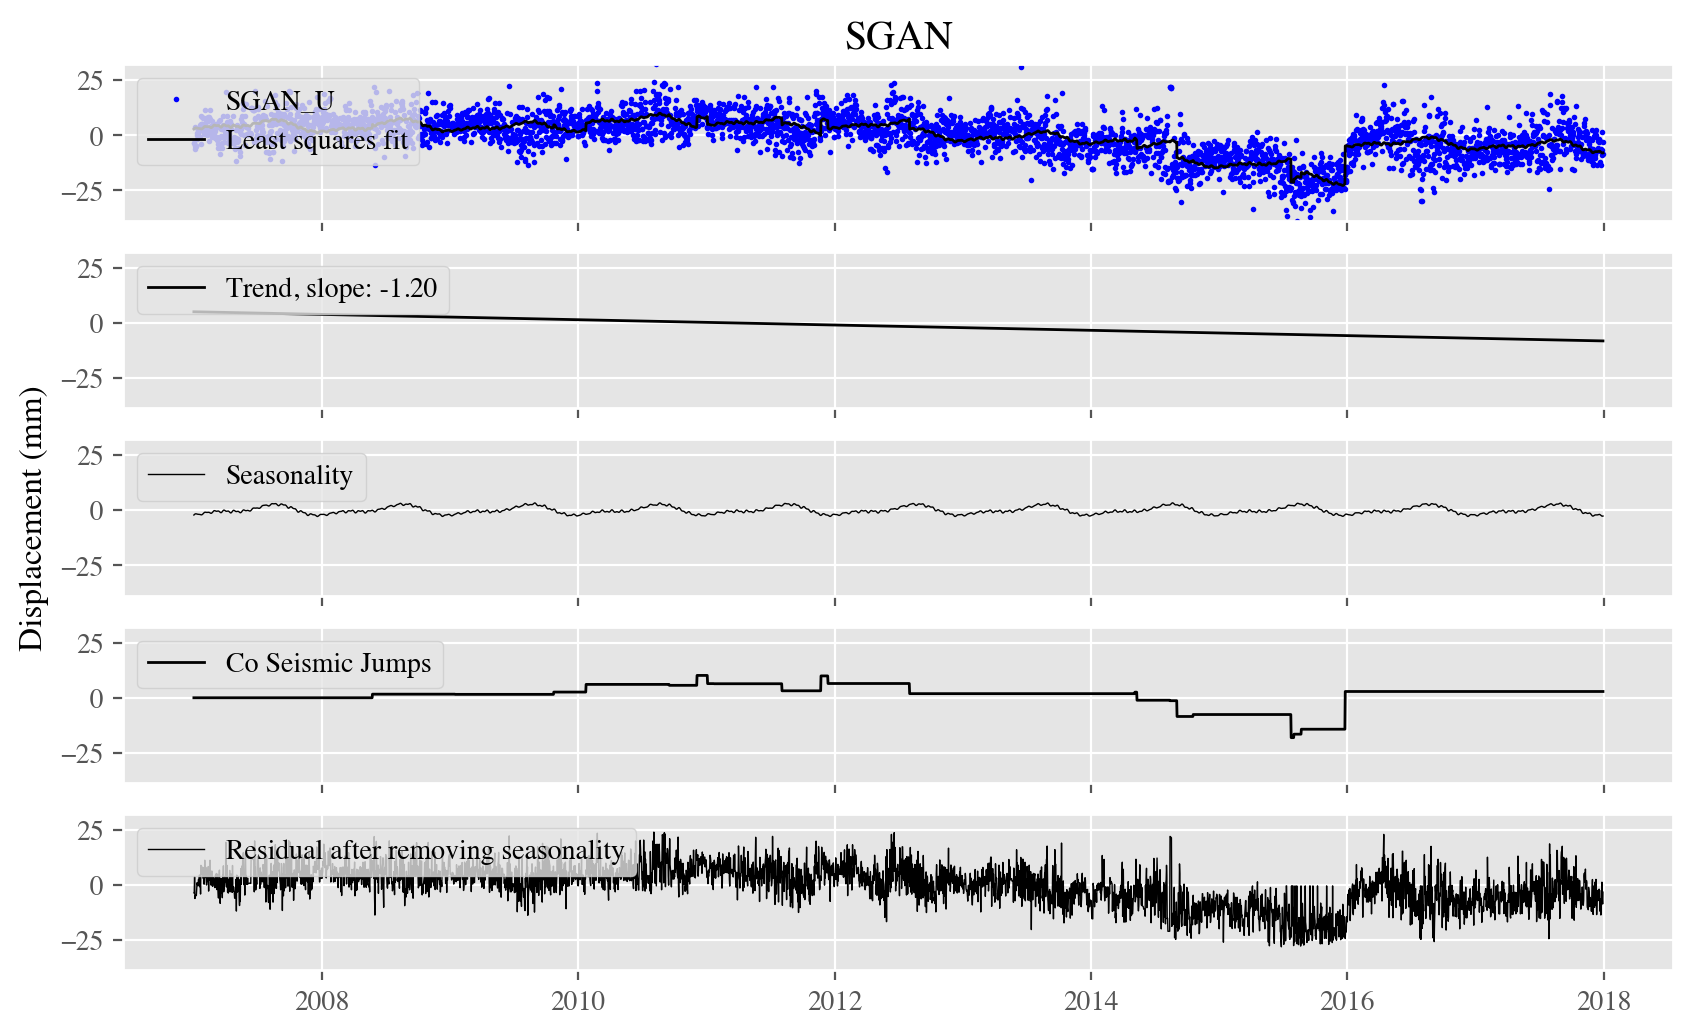 SGAN
25
0
−25
SGAN_U
Least squares fit
25
0
−25
Trend, slope: -1.20
Displacement (mm)
25
0
−25
Seasonality
25
0
−25
Co Seismic Jumps
25
0
−25
Residual after removing seasonality
2008 2010 2012 2014 2016 2018